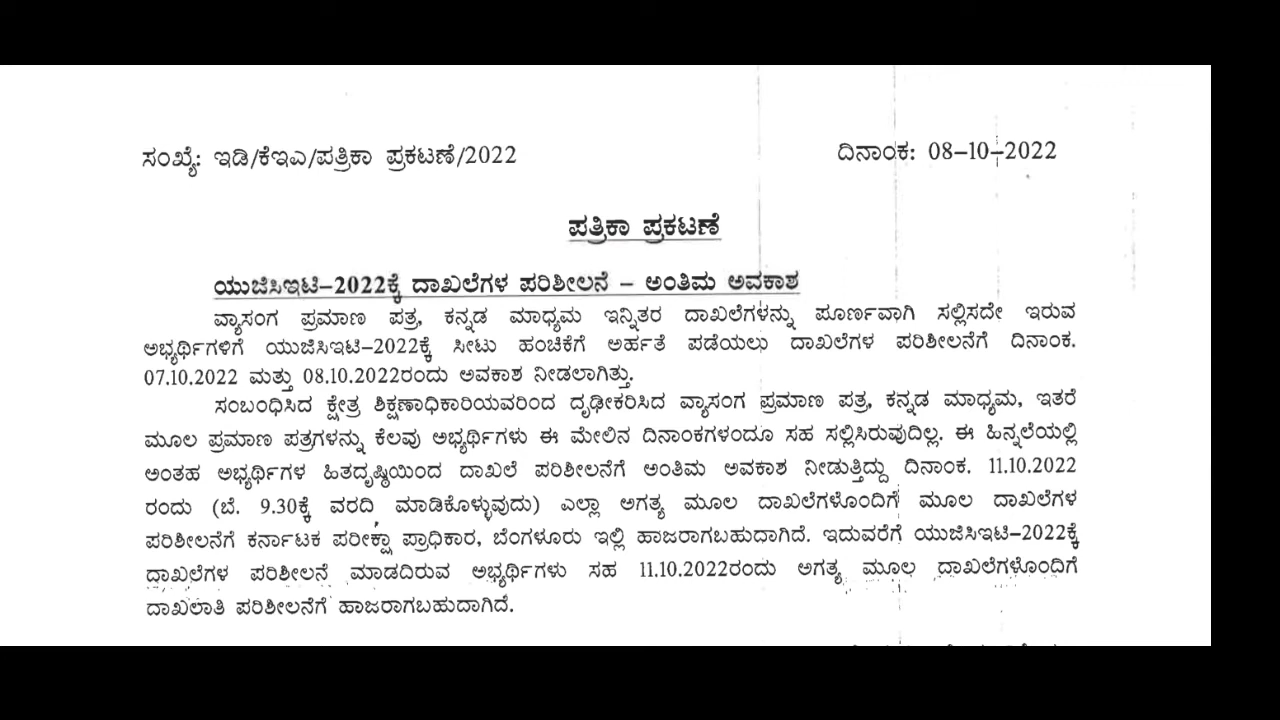 ಸಂಖ್ಯೆ: ಇಡಿ/ಕೆಇಎ/ಪತ್ರಿಕಾ ಪ್ರಕಟಣೆ/2022 ದಿನಾಂಕ: 08–10–2022
ಪತ್ರಿಕಾ ಪ್ರಕಟಣೆ
ಯುಜಿಸಿಇಟಿ–2022ಕ್ಕೆ ದಾಖಲೆಗಳ ಪರಿಶೀಲನೆ – ಅಂತಿಮ ಅವಕಾಶ
ವ್ಯಾಸಂಗ ಪ್ರಮಾಣ ಪತ್ರ, ಕನ್ನಡ ಮಾಧ್ಯಮ ಇನ್ನಿತರ ದಾಖಲೆಗಳನ್ನು ಪೂರ್ಣವಾಗಿ ಸಲ್ಲಿಸದೇ ಇರುವ
ಅಭ್ಯರ್ಥಿಗಳಿಗೆ ಯುಜಿಸಿಇಟಿ–2022ಕ್ಕೆ ಸೀಟು ಹಂಚಿಕೆಗೆ ಅರ್ಹತೆ ಪಡೆಯಲು ದಾಖಲೆಗಳ ಪರಿಶೀಲನೆಗೆ ದಿನಾಂಕ.
07.10.2022 ಮತ್ತು 08.10.2022ರಂದು ಅವಕಾಶ ನೀಡಲಾಗಿತ್ತು.
ಸಂಬಂಧಿಸಿದ ಕ್ಷೇತ್ರ ಶಿಕ್ಷಣಾಧಿಕಾರಿಯವರಿಂದ ದೃಢೀಕರಿಸಿದ ವ್ಯಾಸಂಗ ಪ್ರಮಾಣ ಪತ್ರ, ಕನ್ನಡ ಮಾಧ್ಯಮ, ಇತರೆ
ಮೂಲ ಪ್ರಮಾಣ ಪತ್ರಗಳನ್ನು ಕೆಲವು ಅಭ್ಯರ್ಥಿಗಳು ಈ ಮೇಲಿನ ದಿನಾಂಕಗಳಂದೂ ಸಹ ಸಲ್ಲಿಸಿರುವುದಿಲ್ಲ. ಈ ಹಿನ್ನಲೆಯಲ್ಲಿ
ಅಂತಹ ಅಭ್ಯರ್ಥಿಗಳ ಹಿತದೃಷ್ಠಿಯಿಂದ ದಾಖಲೆ ಪರಿಶೀಲನೆಗೆ ಅಂತಿಮ ಅವಕಾಶ ನೀಡುತ್ತಿದ್ದು ದಿನಾಂಕ. 11.10.2022
ರಂದು (ಬೆ. 9.30ಕ್ಕೆ ವರದಿ ಮಾಡಿಕೊಳ್ಳುವುದು) ಎಲ್ಲಾ ಅಗತ್ಯ ಮೂಲ ದಾಖಲೆಗಳೊಂದಿಗೆ ಮೂಲ ದಾಖಲೆಗಳ
ಪರಿಶೀಲನೆಗೆ ಕರ್ನಾಟಕ ಪರೀಕ್ಷಾ ಪ್ರಾಧಿಕಾರ, ಬೆಂಗಳೂರು ಇಲ್ಲಿ ಹಾಜರಾಗಬಹುದಾಗಿದೆ. ಇದುವರೆಗೆ ಯುಜಿಸಿಇಟಿ–2022ಕ್ಕೆ
ದಾಖಲೆಗಳ ಪರಿಶೀಲನೆ ಮಾಡದಿರುವ ಅಭ್ಯರ್ಥಿಗಳು ಸಹ 11.10.2022ರಂದು ಅಗತ್ಯ ಮೂಲ ದಾಖಲೆಗಳೊಂದಿಗೆ
ದಾಖಲಾತಿ ಪರಿಶೀಲನೆಗೆ ಹಾಜರಾಗಬಹುದಾಗಿದೆ.